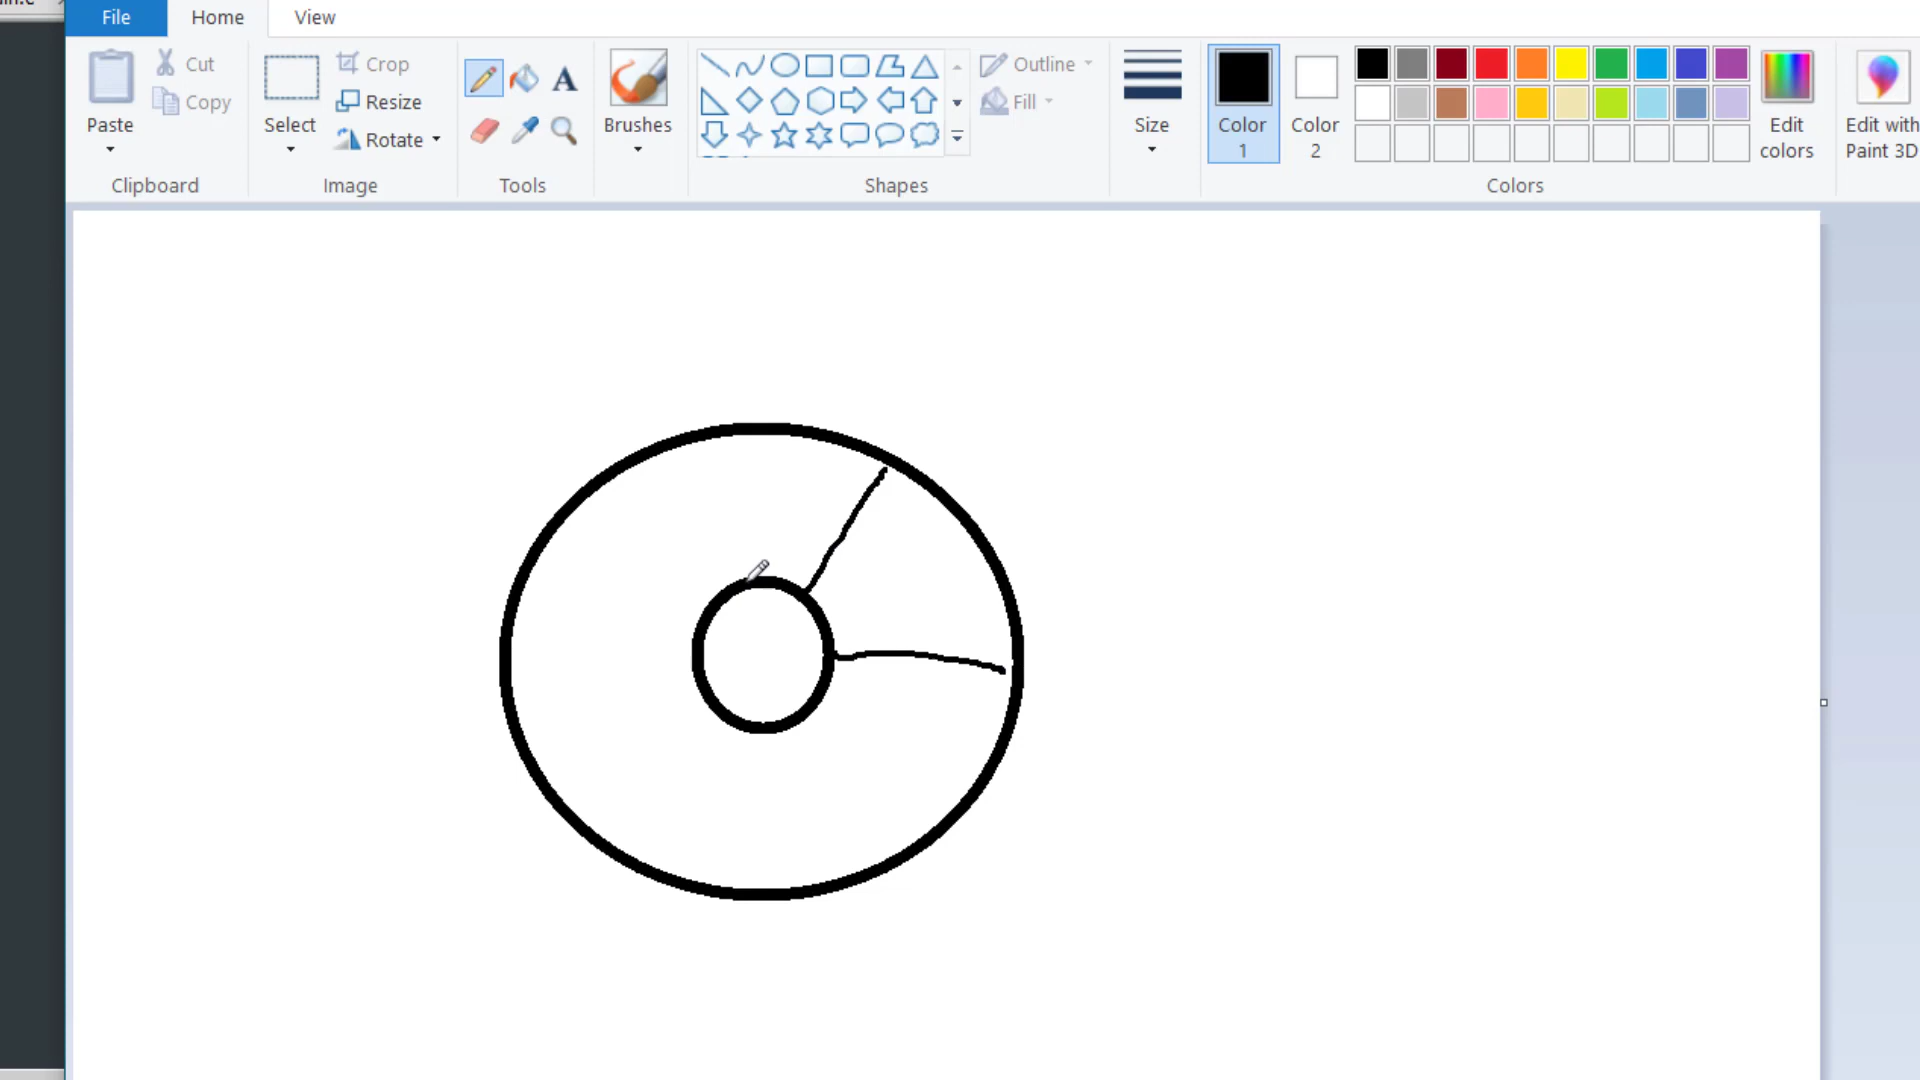 File Home View
Paste Cut Copy
Clipboard
Select Crop Resize Rotate
Image
A
Tools
Brushes
Outline
Fill
Shapes
Size
Color 1
Color 2
Edit colors
Colors
Edit with Paint 3D